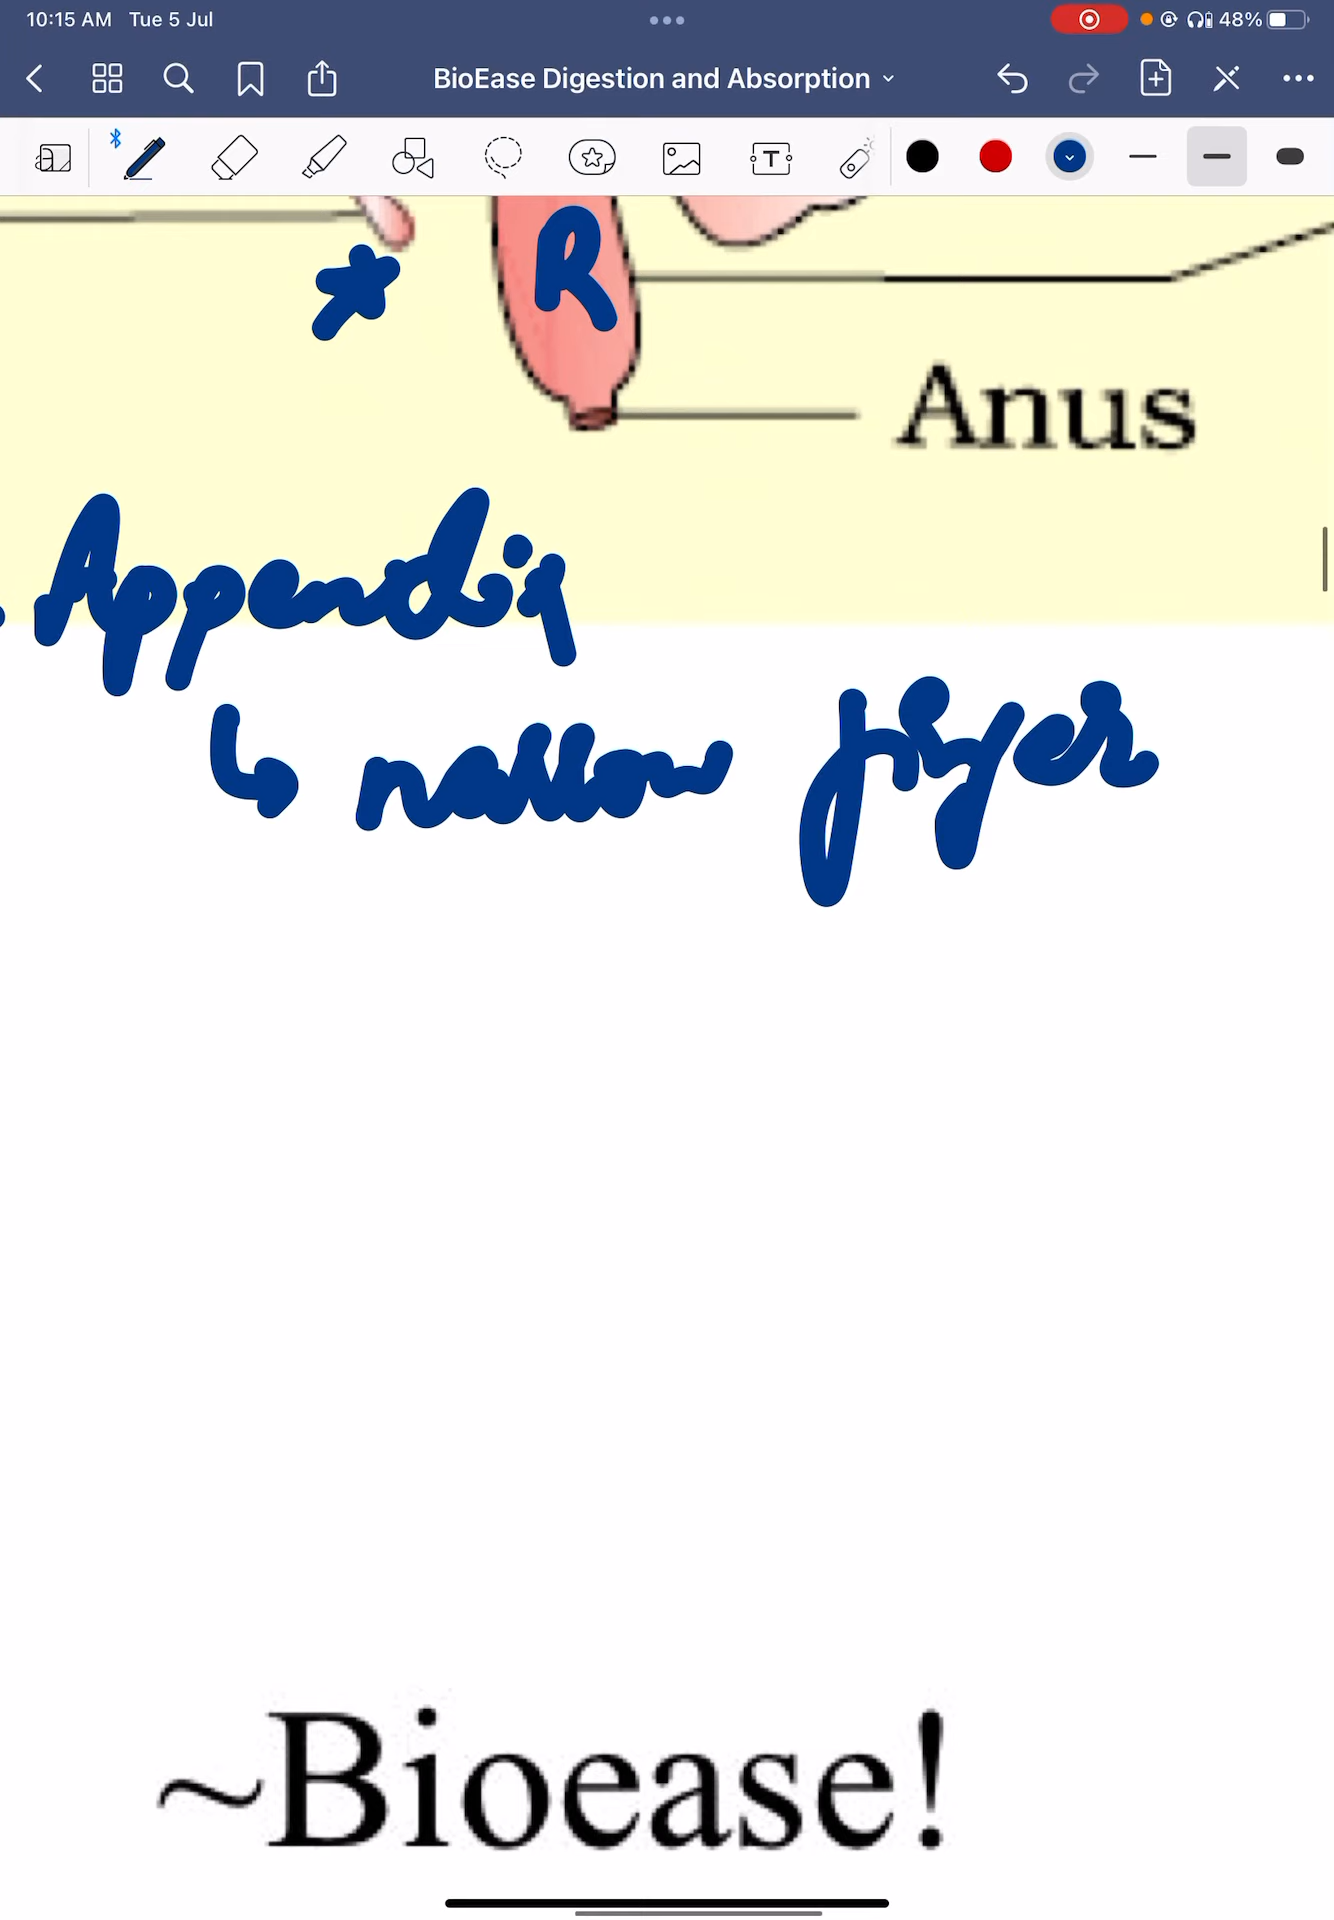 10:15 AM Tue 5 Jul
48%
BioEase Digestion and Absorption
T
R
Anus
Appendix
narrow finger
~Bioease!